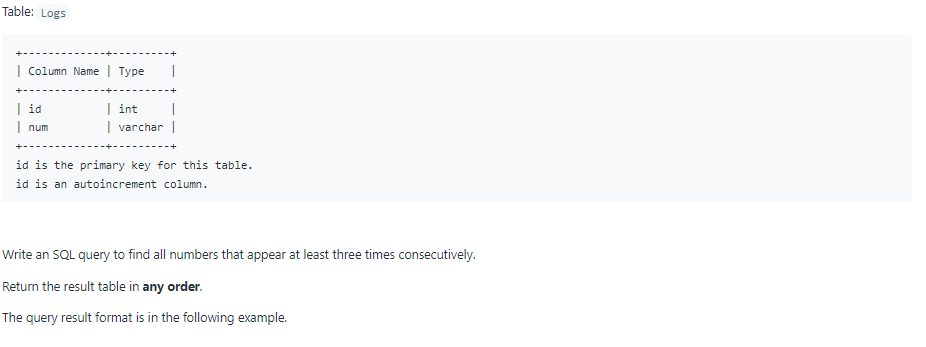 Table: Logs
+-------------+---------+
| Column Name | Type    |
+-------------+---------+
| id          | int     |
| num         | varchar |
+-------------+---------+
id is the primary key for this table.
id is an autoincrement column.
Write an SQL query to find all numbers that appear at least three times consecutively.
Return the result table in any order.
The query result format is in the following example.